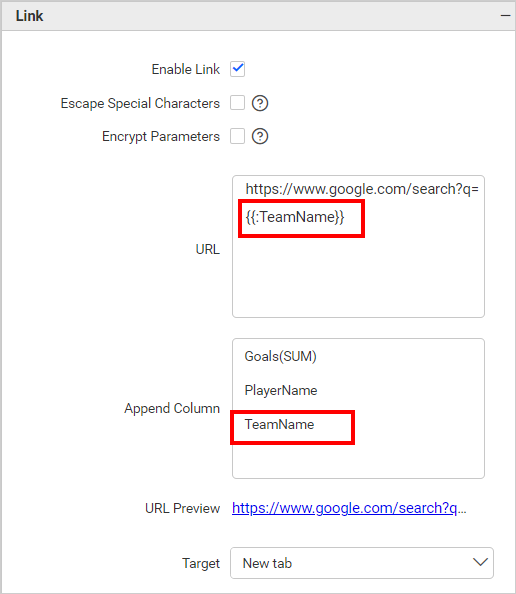 Link
Enable Link
Escape Special Characters ?
Encrypt Parameters ?
URL
https://www.google.com/search?q=
{{:TeamName}}
Append Column
Goals(SUM)
PlayerName
TeamName
URL Preview https://www.google.com/search?q...
Target New tab